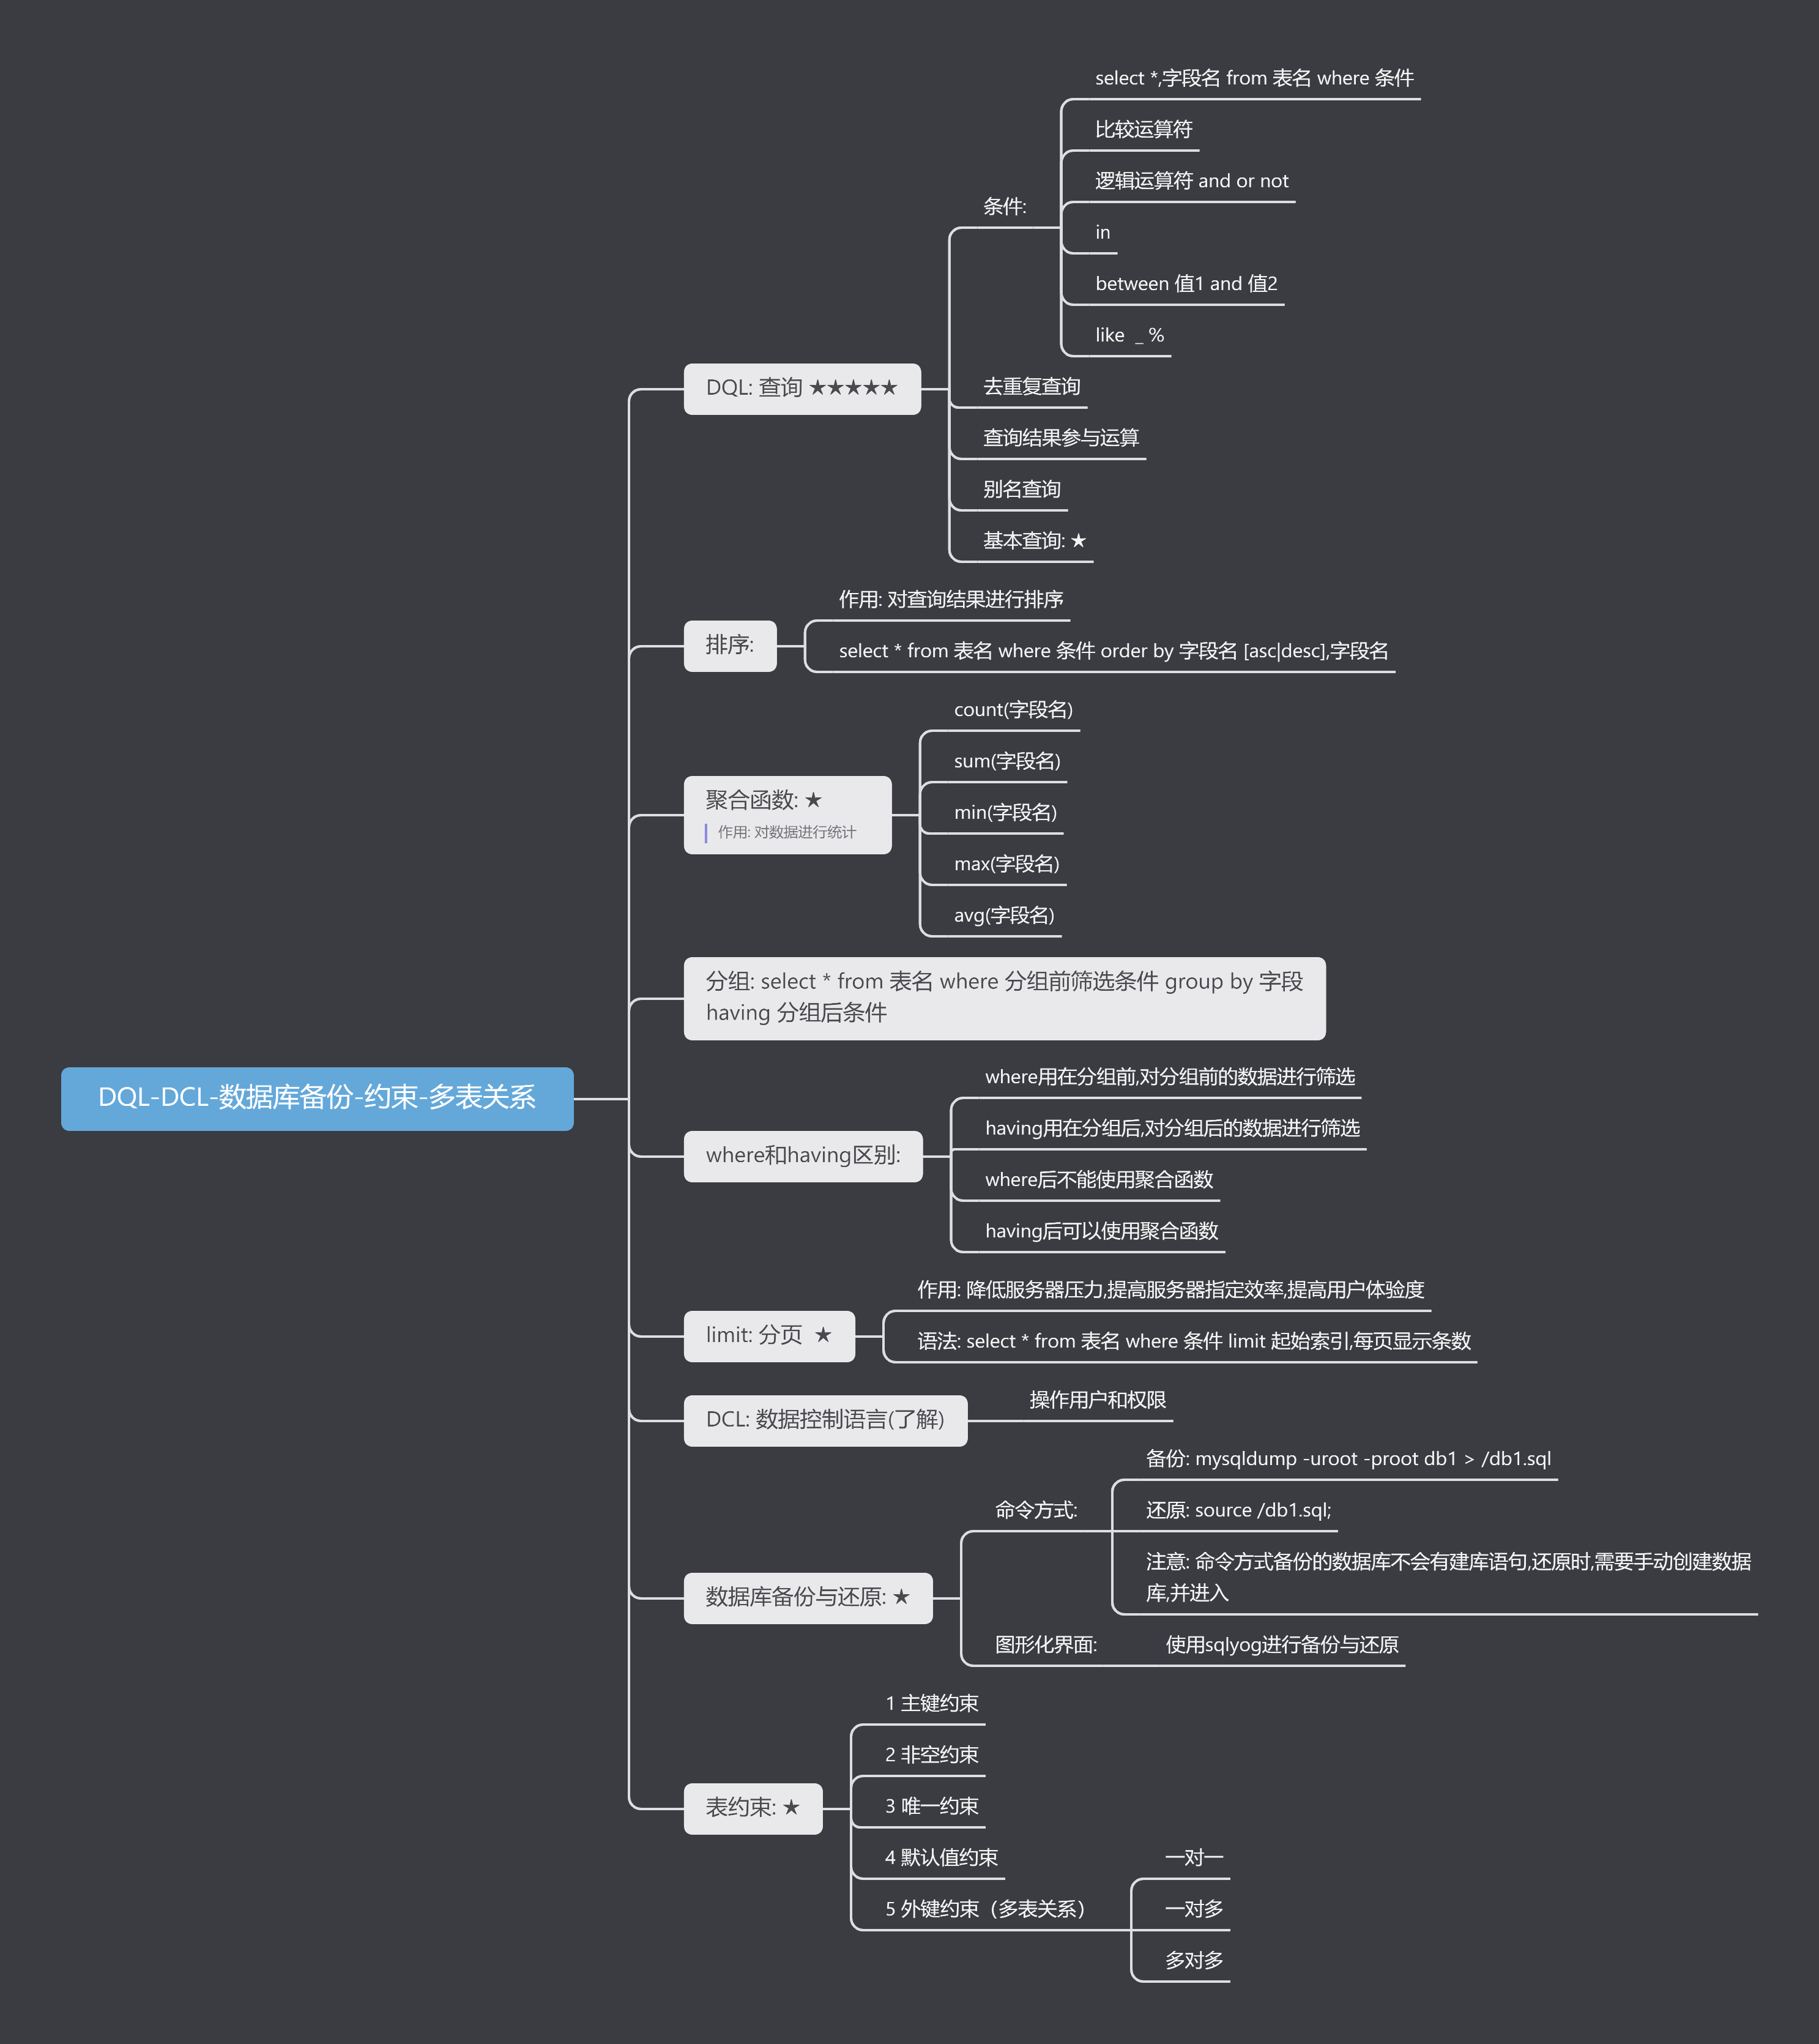 DQL-DCL-数据库备份-约束-多表关系
DQL: 查询 ★★★★★
条件:
select *,字段名 from 表名 where 条件
比较运算符
逻辑运算符 and or not
in
between 值1 and 值2
like _ %
去重复查询
查询结果参与运算
别名查询
基本查询: ★
排序:
作用: 对查询结果进行排序
select * from 表名 where 条件 order by 字段名 [asc|desc],字段名
聚合函数: ★
作用: 对数据进行统计
count(字段名)
sum(字段名)
min(字段名)
max(字段名)
avg(字段名)
分组: select * from 表名 where 分组前筛选条件 group by 字段
having 分组后条件
where和having区别:
where用在分组前,对分组前的数据进行筛选
having用在分组后,对分组后的数据进行筛选
where后不能使用聚合函数
having后可以使用聚合函数
limit: 分页 ★
作用: 降低服务器压力,提高服务器指定效率,提高用户体验度
语法: select * from 表名 where 条件 limit 起始索引,每页显示条数
DCL: 数据控制语言(了解)
操作用户和权限
数据库备份与还原: ★
命令方式:
备份: mysqldump -uroot -proot db1 > /db1.sql
还原: source /db1.sql;
注意: 命令方式备份的数据库不会有建库语句,还原时,需要手动创建数据
库,并进入
图形化界面:
使用sqlyog进行备份与还原
表约束: ★
1 主键约束
2 非空约束
3 唯一约束
4 默认值约束
5 外键约束（多表关系）
一对一
一对多
多对多